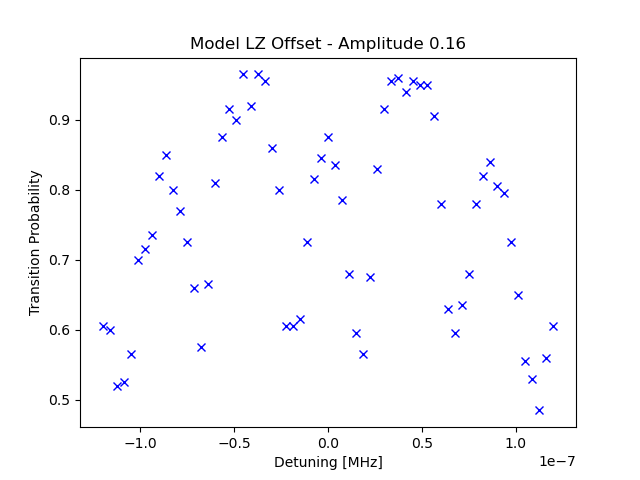 Model LZ Offset - Amplitude 0.16
Transition Probability
0.9
0.8
0.7
0.6
0.5
−1.0 −0.5 0.0 0.5 1.0
1e−7
Detuning [MHz]